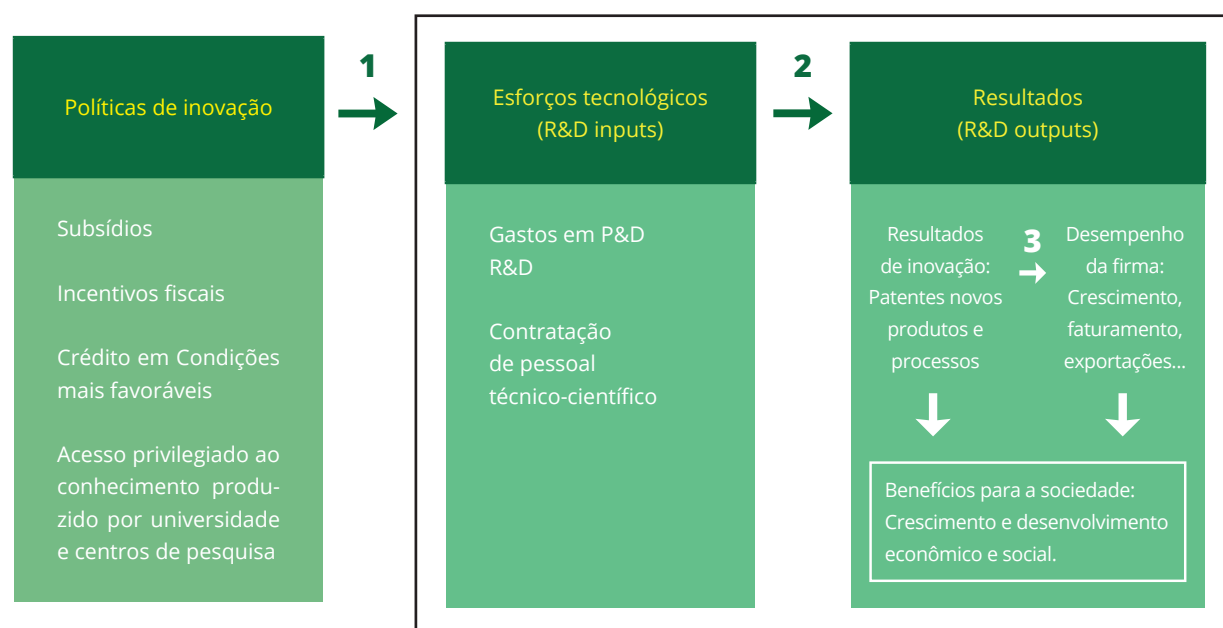 Políticas de inovação
Subsídios
Incentivos fiscais
Crédito em Condições
mais favoráveis
Acesso privilegiado ao
conhecimento produ-
zido por universidade
e centros de pesquisa
1
Esforços tecnológicos
(R&D inputs)
Gastos em P&D
R&D
Contratação
de pessoal
técnico-científico
2
Resultados
(R&D outputs)
Resultados
de inovação:
Patentes novos
produtos e
processos
3
Desempenho
da firma:
Crescimento,
faturamento,
exportações...
Benefícios para a sociedade:
Crescimento e desenvolvimento
econômico e social.